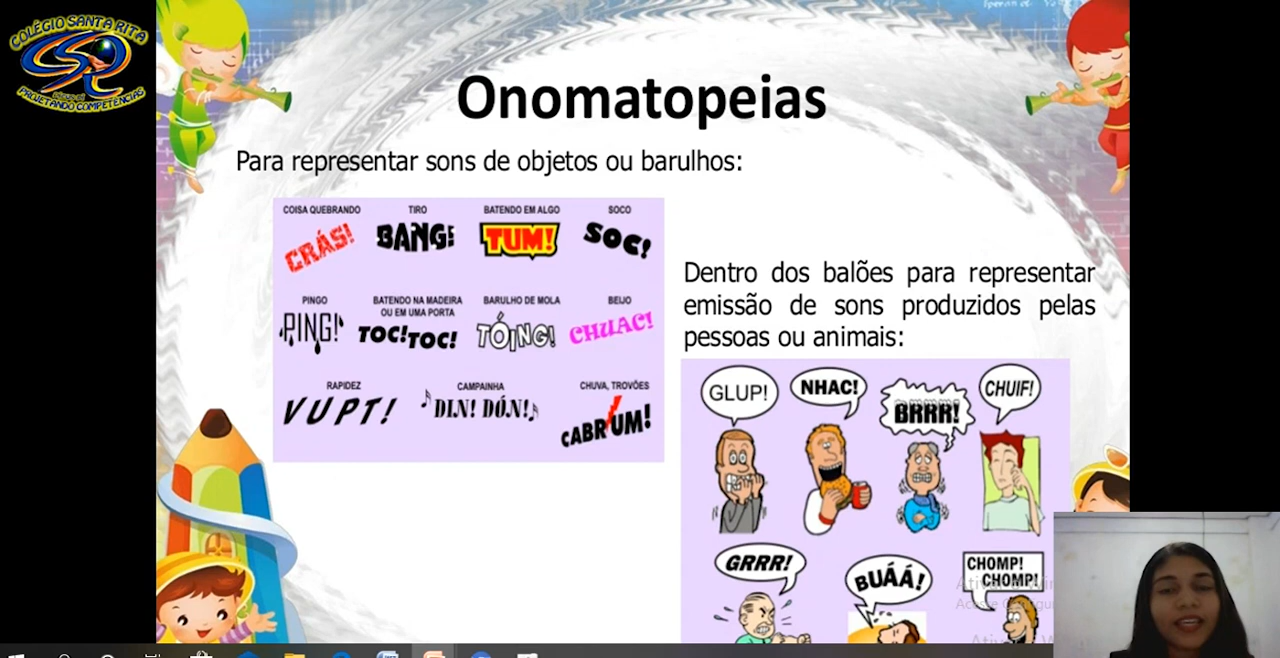 COLÉGIO SANTA RITA
PROJETANDO COMPETÊNCIAS
Onomatopeias
Para representar sons de objetos ou barulhos:
COISA QUEBRANDO TIRO BATENDO EM ALGO SOCO
CRÁS! BANG! TUM! SOC!
PINGO BATENDO NA MADEIRA BARULHO DE MOLA BEIJO
OU EM UMA PORTA
PING! TOC! TOC! TÓING! CHUAC!
RAPIDEZ CAMPAINHA CHUVA, TROVÕES
VUPT! DIN! DÓN! CABRUM!
Dentro dos balões para representar
emissão de sons produzidos pelas
pessoas ou animais:
GLUP! NHAC! BRRR! CHUIF!
GRRR! BUÁÁ! CHOMP!
CHOMP!